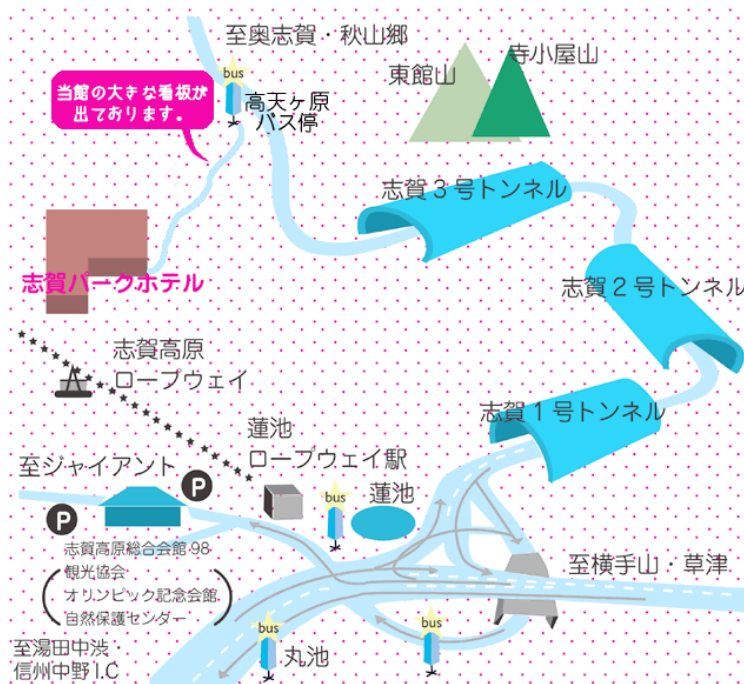 至奥志賀・秋山郷
bus
当館の大きな看板が
出ております。
高天ヶ原
バス停
東館山
寺小屋山
志賀3号トンネル
志賀パークホテル
志賀2号トンネル
志賀高原
ロープウェイ
志賀1号トンネル
蓮池
ロープウェイ駅
至ジャイアント
P
P
bus
蓮池
志賀高原総合会館98
観光協会
オリンピック記念会館
自然保護センター
至横手山・草津
至湯田中渋・
信州中野I.C
bus
丸池
bus